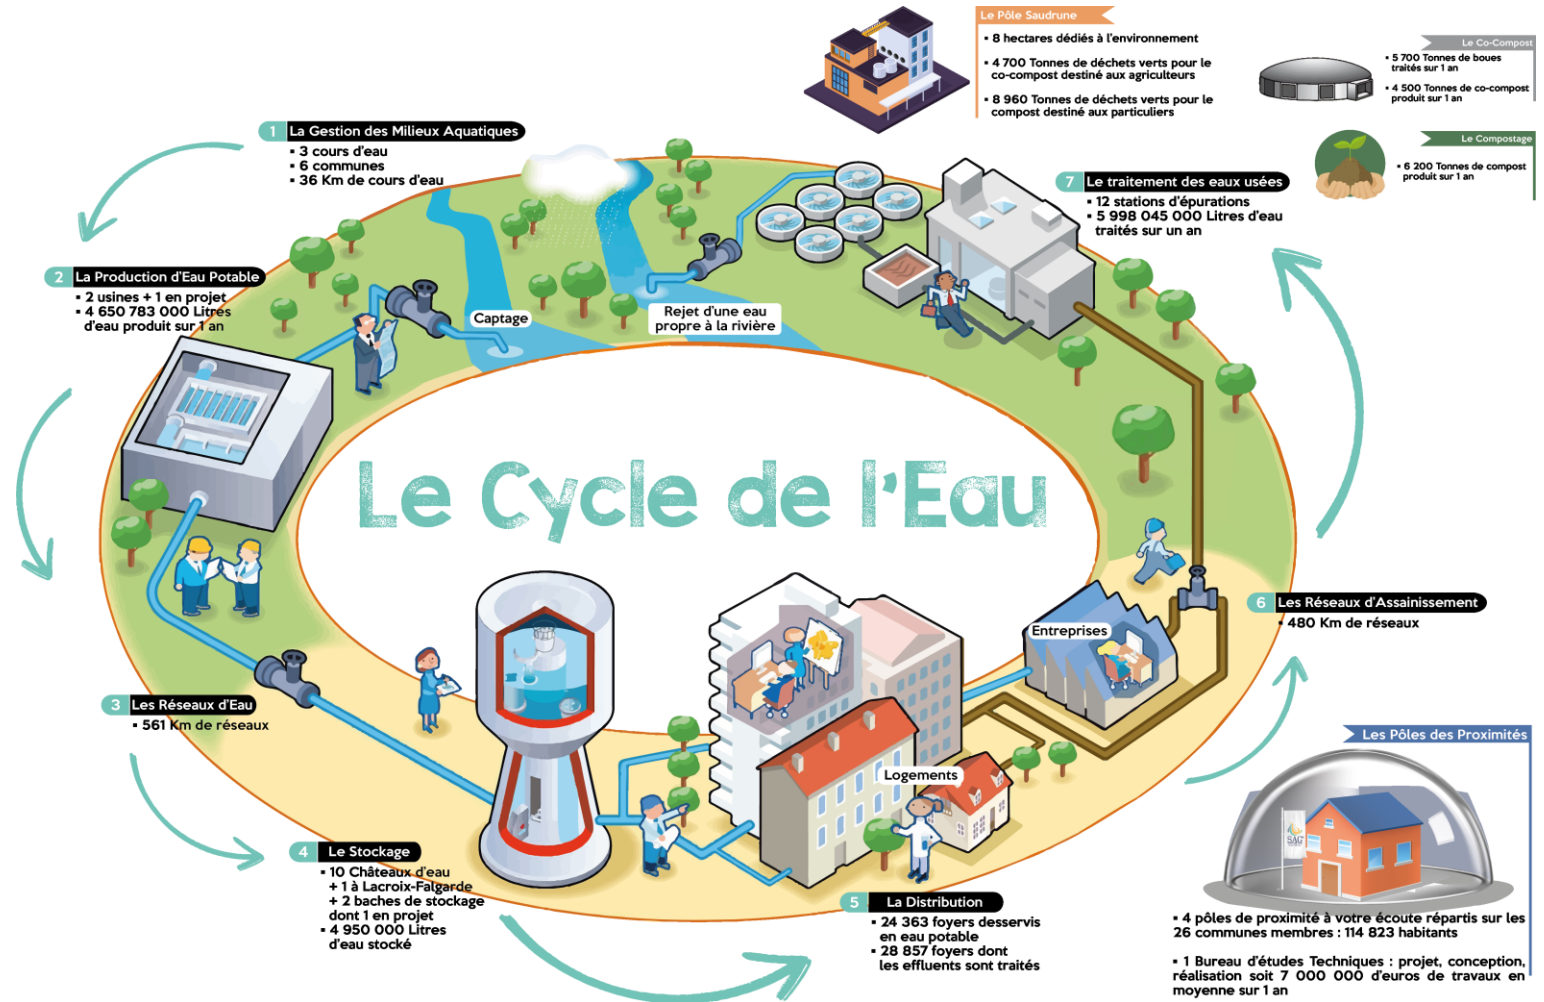 Le Pôle Saudrune
▪ 8 hectares dédiés à l'environnement
▪ 4 700 Tonnes de déchets verts pour le
co-compost destiné aux agriculteurs
▪ 8 960 Tonnes de déchets verts pour le
compost destiné aux particuliers
Le Co-Compost
▪ 5 700 Tonnes de boues
traités sur 1 an
▪ 4 500 Tonnes de co-compost
produit sur 1 an
Le Compostage
▪ 6 200 Tonnes de compost
produit sur 1 an
1 La Gestion des Milieux Aquatiques
▪ 3 cours d'eau
▪ 6 communes
▪ 36 Km de cours d'eau
7 Le traitement des eaux usées
▪ 12 stations d'épurations
▪ 5 998 045 000 Litres d'eau
traités sur un an
2 La Production d'Eau Potable
▪ 2 usines + 1 en projet
▪ 4 650 783 000 Litres
d'eau produit sur 1 an
Captage
Rejet d'une eau
propre à la rivière
Le Cycle de l'Eau
Entreprises
6 Les Réseaux d'Assainissement
▪ 480 Km de réseaux
3 Les Réseaux d'Eau
▪ 561 Km de réseaux
Logements
4 Le Stockage
▪ 10 Châteaux d'eau
+ 1 à Lacroix-Falgarde
+ 2 baches de stockage
dont 1 en projet
▪ 4 950 000 Litres
d'eau stocké
5 La Distribution
▪ 24 363 foyers desservis
en eau potable
▪ 28 857 foyers dont
les effluents sont traités
Les Pôles des Proximités
SAG
▪ 4 pôles de proximité à votre écoute répartis sur les
26 communes membres : 114 823 habitants
▪ 1 Bureau d'études Techniques : projet, conception,
réalisation soit 7 000 000 d'euros de travaux en
moyenne sur 1 an